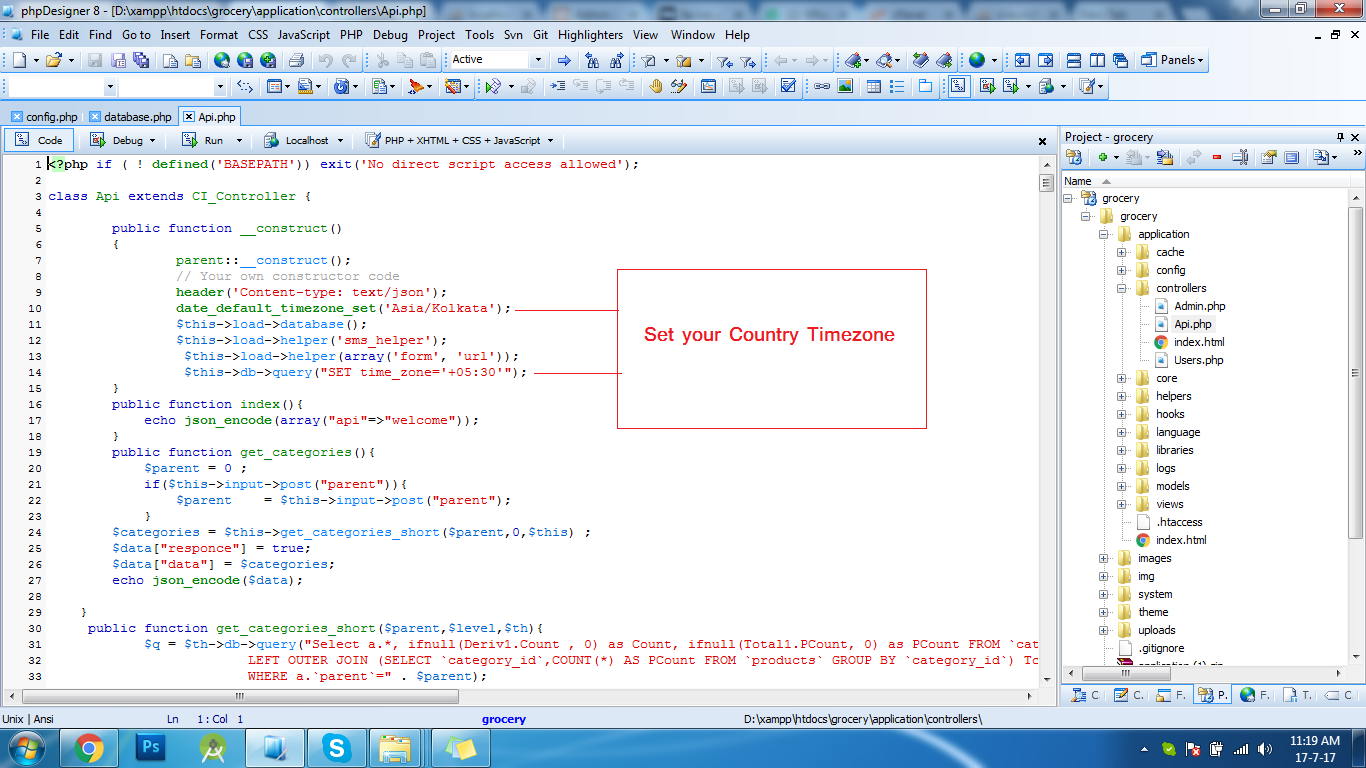 phpDesigner 8 - [D:\xampp\htdocs\grocery\application\controllers\Api.php]
File Edit Find Go to Insert Format CSS JavaScript PHP Debug Project Tools Svn Git Highlighters View Window Help
Active
Panels
config.php database.php Api.php
Code Debug Run Localhost PHP + XHTML + CSS + JavaScript
1 <?php if ( ! defined('BASEPATH')) exit('No direct script access allowed');
2
3 class Api extends CI_Controller {
4
5 public function __construct()
6 {
7 parent::__construct();
8 // Your own constructor code
9 header('Content-type: text/json');
10 date_default_timezone_set('Asia/Kolkata');
11 $this->load->database();
12 $this->load->helper('sms_helper');
13 $this->load->helper(array('form', 'url'));
14 $this->db->query("SET time_zone='+05:30'");
15 }
16 public function index(){
17 echo json_encode(array("api"=>"welcome"));
18 }
19 public function get_categories(){
20 $parent = 0 ;
21 if($this->input->post("parent")){
22 $parent = $this->input->post("parent");
23 }
24 $categories = $this->get_categories_short($parent,0,$this) ;
25 $data["responce"] = true;
26 $data["data"] = $categories;
27 echo json_encode($data);
28
29 }
30 public function get_categories_short($parent,$level,$th){
31 $q = $th->db->query("Select a.*, ifnull(Deriv1.Count , 0) as Count, ifnull(Total1.PCount, 0) as PCount FROM `cat
32 LEFT OUTER JOIN (SELECT `category_id`,COUNT(*) AS PCount FROM `products` GROUP BY `category_id`) To
33 WHERE a.`parent`=" . $parent);
Set your Country Timezone
Project - grocery
Name
grocery
grocery
application
cache
config
controllers
Admin.php
Api.php
index.html
Users.php
core
helpers
hooks
language
libraries
logs
models
views
.htaccess
index.html
images
img
system
theme
uploads
.gitignore
C C. F. P. F. T. C
Unix | Ansi Ln 1 : Col 1 grocery D:\xampp\htdocs\grocery\application\controllers\
Ps
11:19 AM
17-7-17